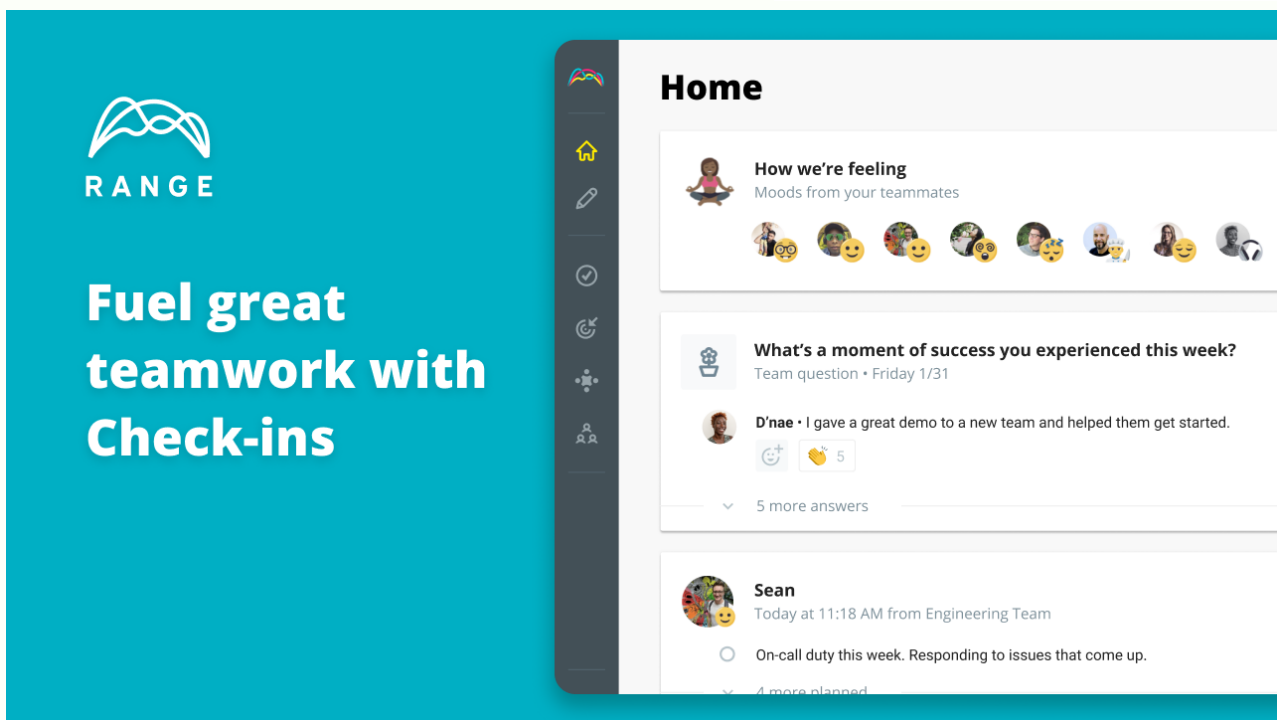 RANGE
Fuel great
teamwork with
Check-ins
Home
How we’re feeling
Moods from your teammates
What’s a moment of success you experienced this week?
Team question • Friday 1/31
D’nae • I gave a great demo to a new team and helped them get started.
5
5 more answers
Sean
Today at 11:18 AM from Engineering Team
On-call duty this week. Responding to issues that come up.
4 more planned